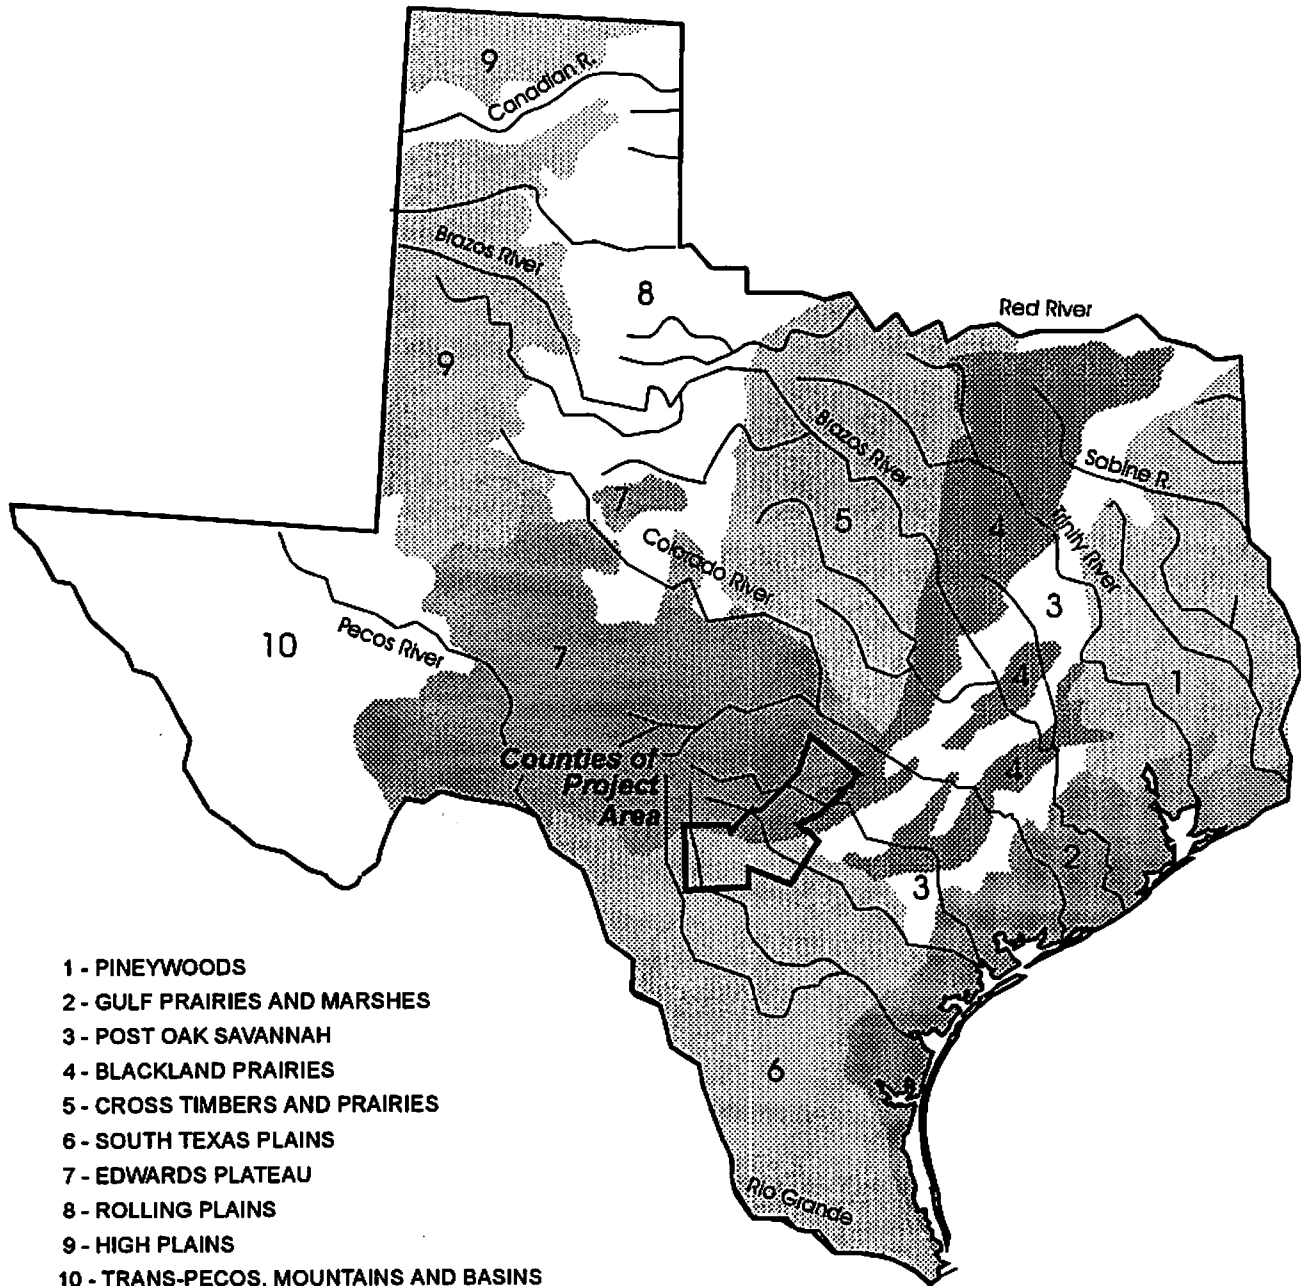 9
Canadian R.
Brazos River
8
Red River
9
Brazos River
Sabine R.
7
5
4
Trinity River
Colorado River
3
10
Pecos River
7
4
1
Counties of
Project
Area
4
2
3
6
Rio Grande
1 - PINEYWOODS
2 - GULF PRAIRIES AND MARSHES
3 - POST OAK SAVANNAH
4 - BLACKLAND PRAIRIES
5 - CROSS TIMBERS AND PRAIRIES
6 - SOUTH TEXAS PLAINS
7 - EDWARDS PLATEAU
8 - ROLLING PLAINS
9 - HIGH PLAINS
10 - TRANS-PECOS, MOUNTAINS AND BASINS